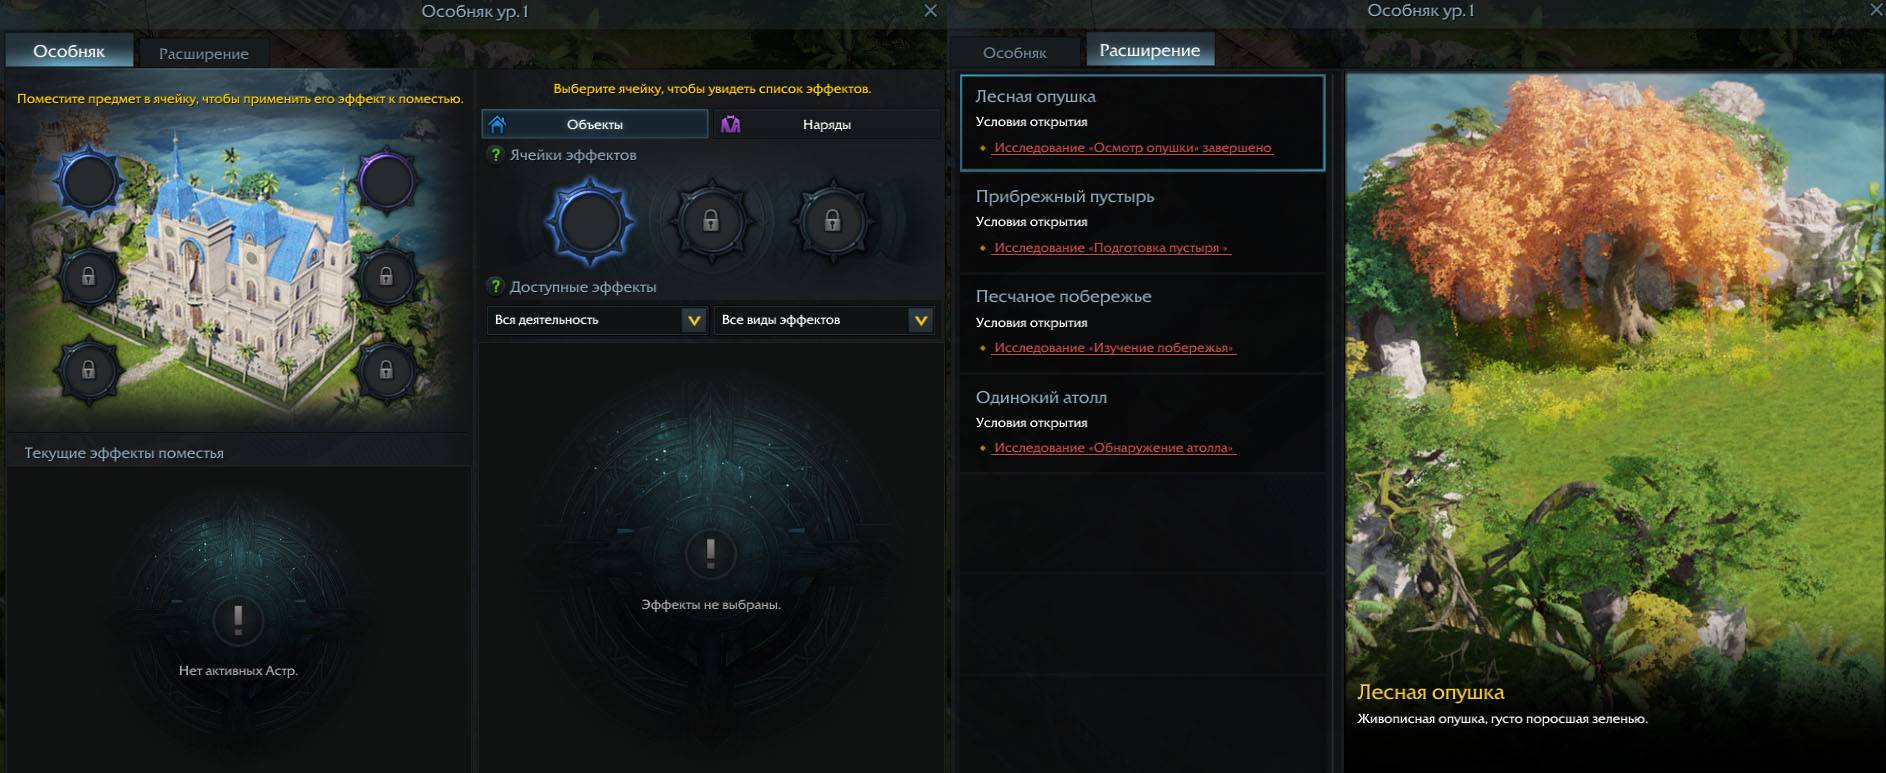 Особняк ур.1
Особняк
Расширение
Поместите предмет в ячейку, чтобы применить его эффект к поместью.
Текущие эффекты поместья
Нет активных Астр.
Выберите ячейку, чтобы увидеть список эффектов.
Объекты
Наряды
? Ячейки эффектов
? Доступные эффекты
Вся деятельность
Все виды эффектов
!
Эффекты не выбраны.
Особняк ур.1
Особняк
Расширение
Лесная опушка
Условия открытия
Исследование «Осмотр опушки» завершено
Прибрежный пустырь
Условия открытия
Исследование «Подготовка пустыря »
Песчаное побережье
Условия открытия
Исследование «Изучение побережья»
Одинокий атолл
Условия открытия
Исследование «Обнаружение атолла»
Лесная опушка
Живописная опушка, густо поросшая зеленью.